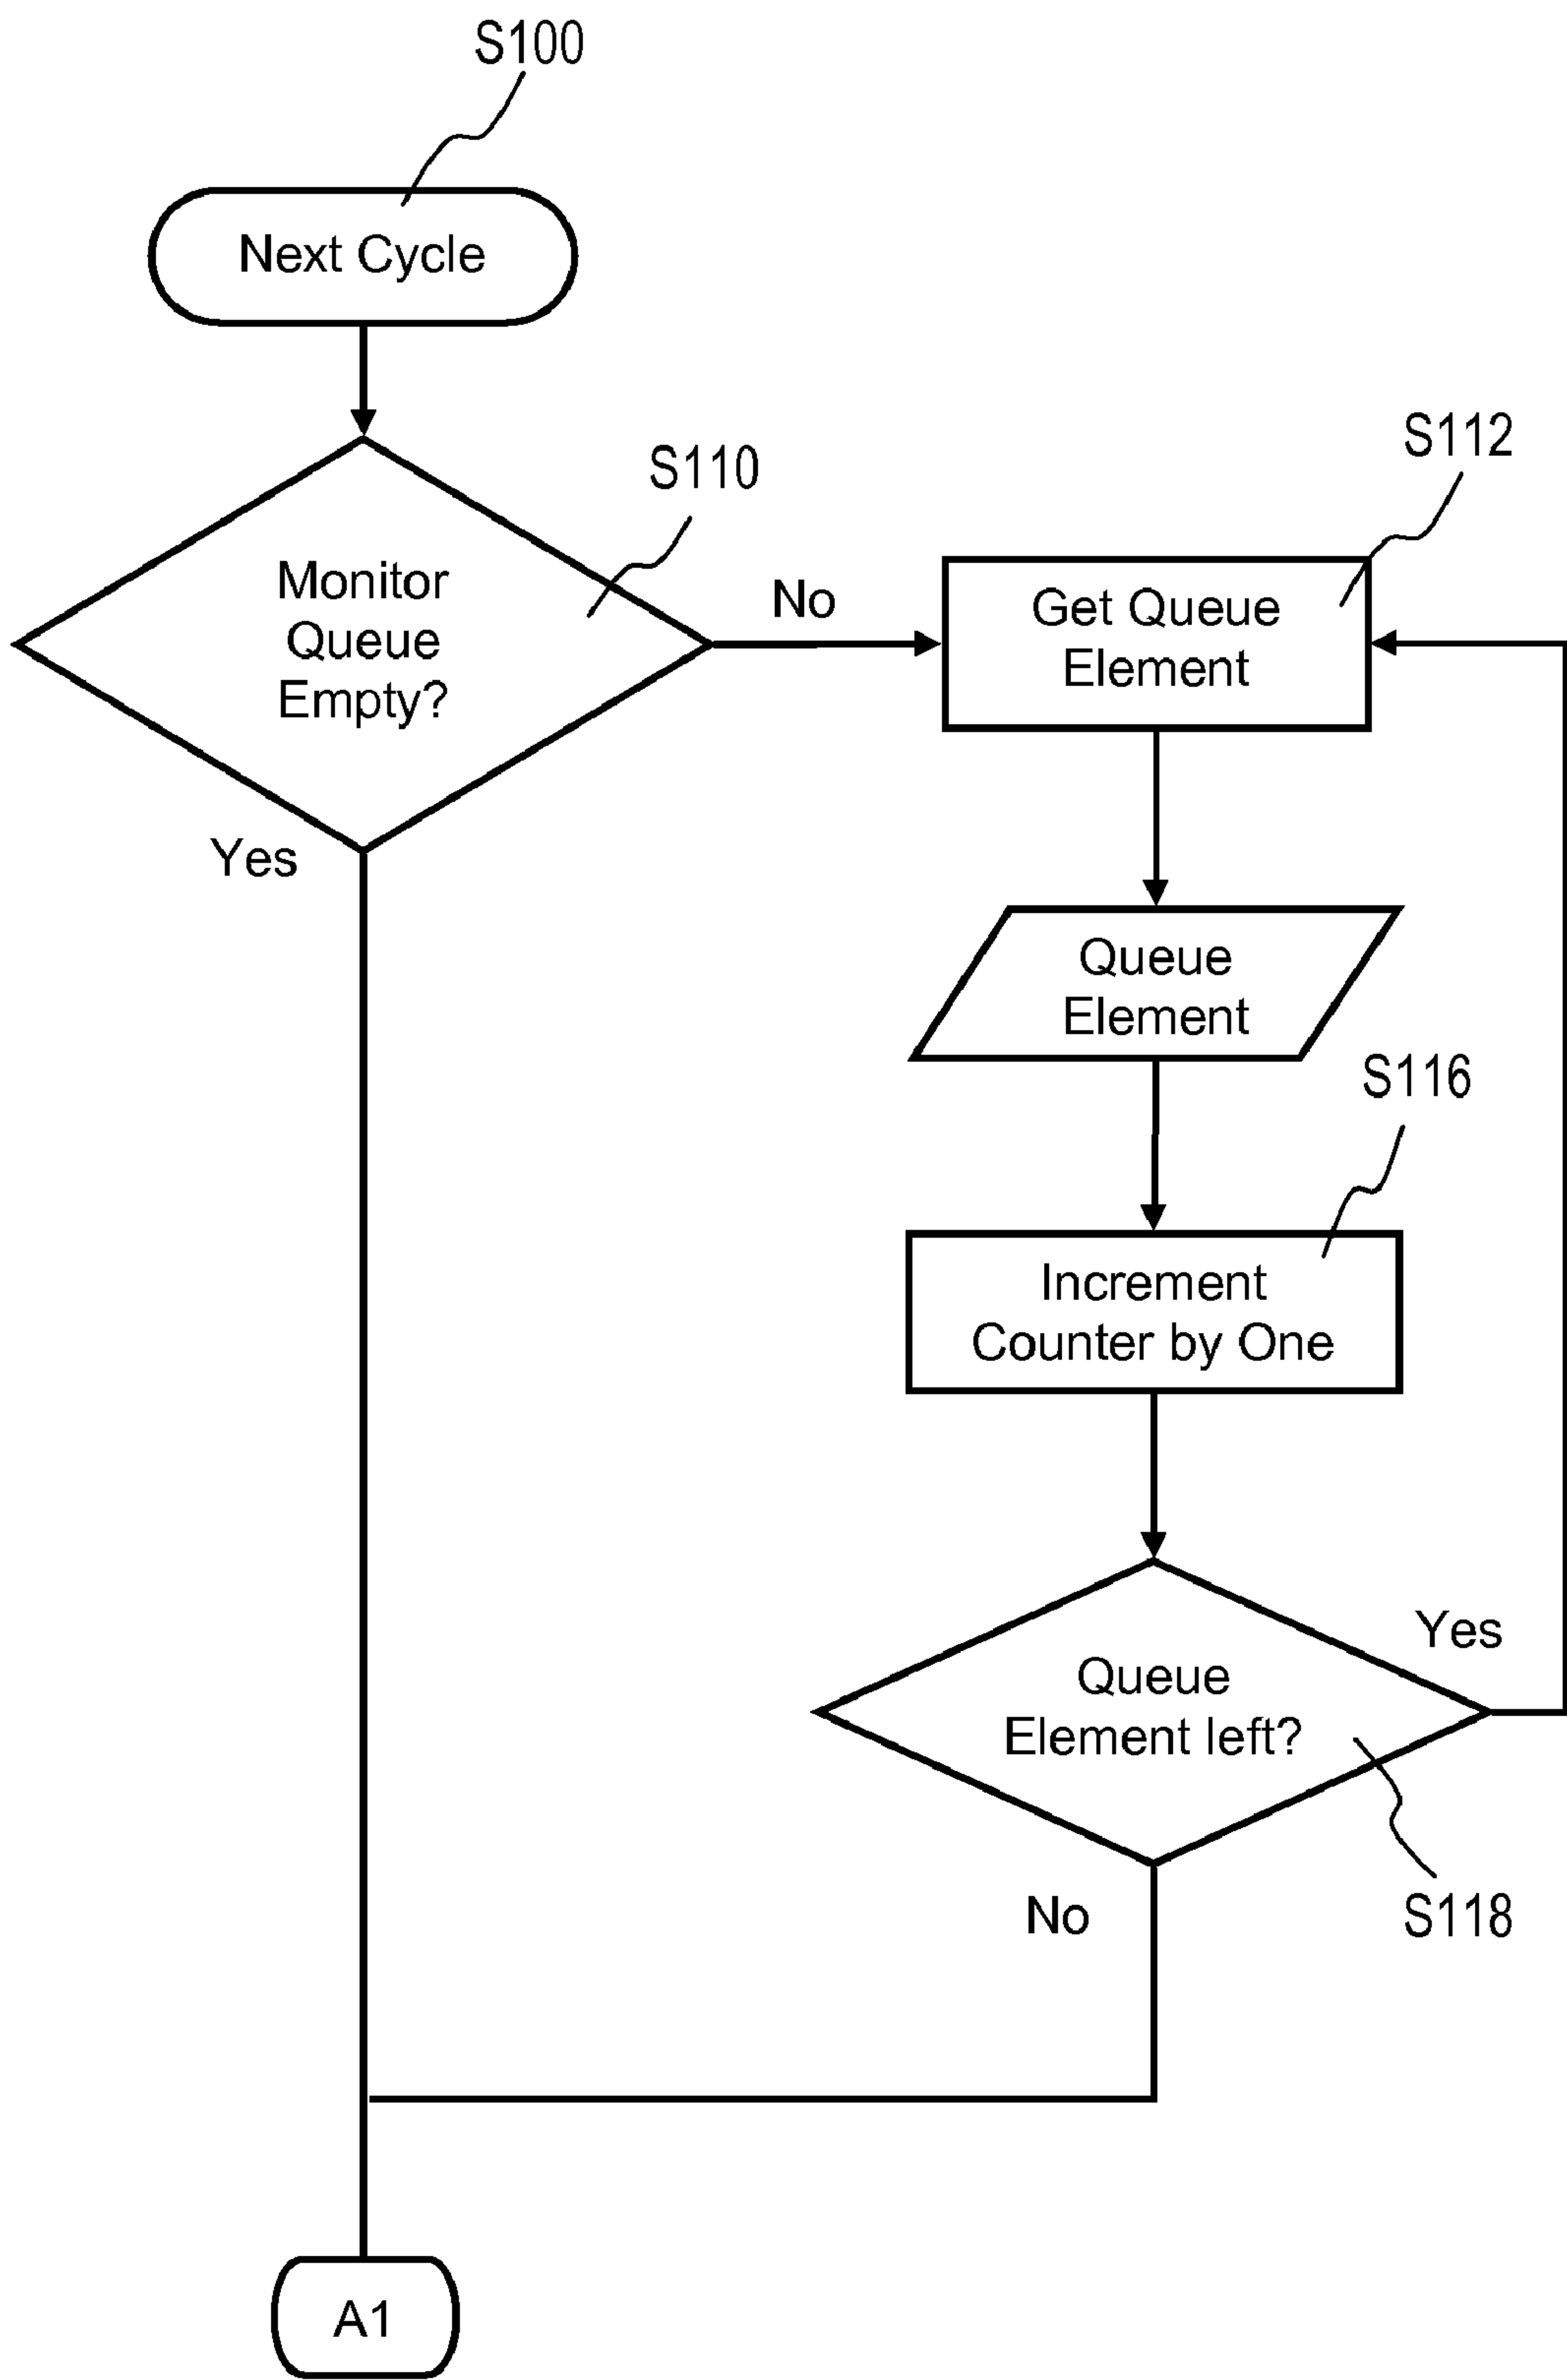 S100
Next Cycle
S110
S112
Monitor
Queue
Empty?
No
Get Queue
Element
Yes
Queue
Element
S116
Increment
Counter by One
Yes
Queue
Element left?
No
S118
A1